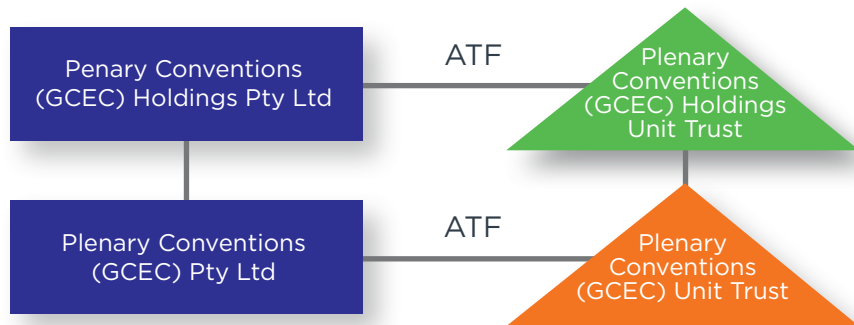 Penary Conventions
(GCEC) Holdings Pty Ltd
ATF
Plenary
Conventions
(GCEC) Holdings
Unit Trust
Plenary Conventions
(GCEC) Pty Ltd
ATF
Plenary
Conventions
(GCEC) Unit Trust